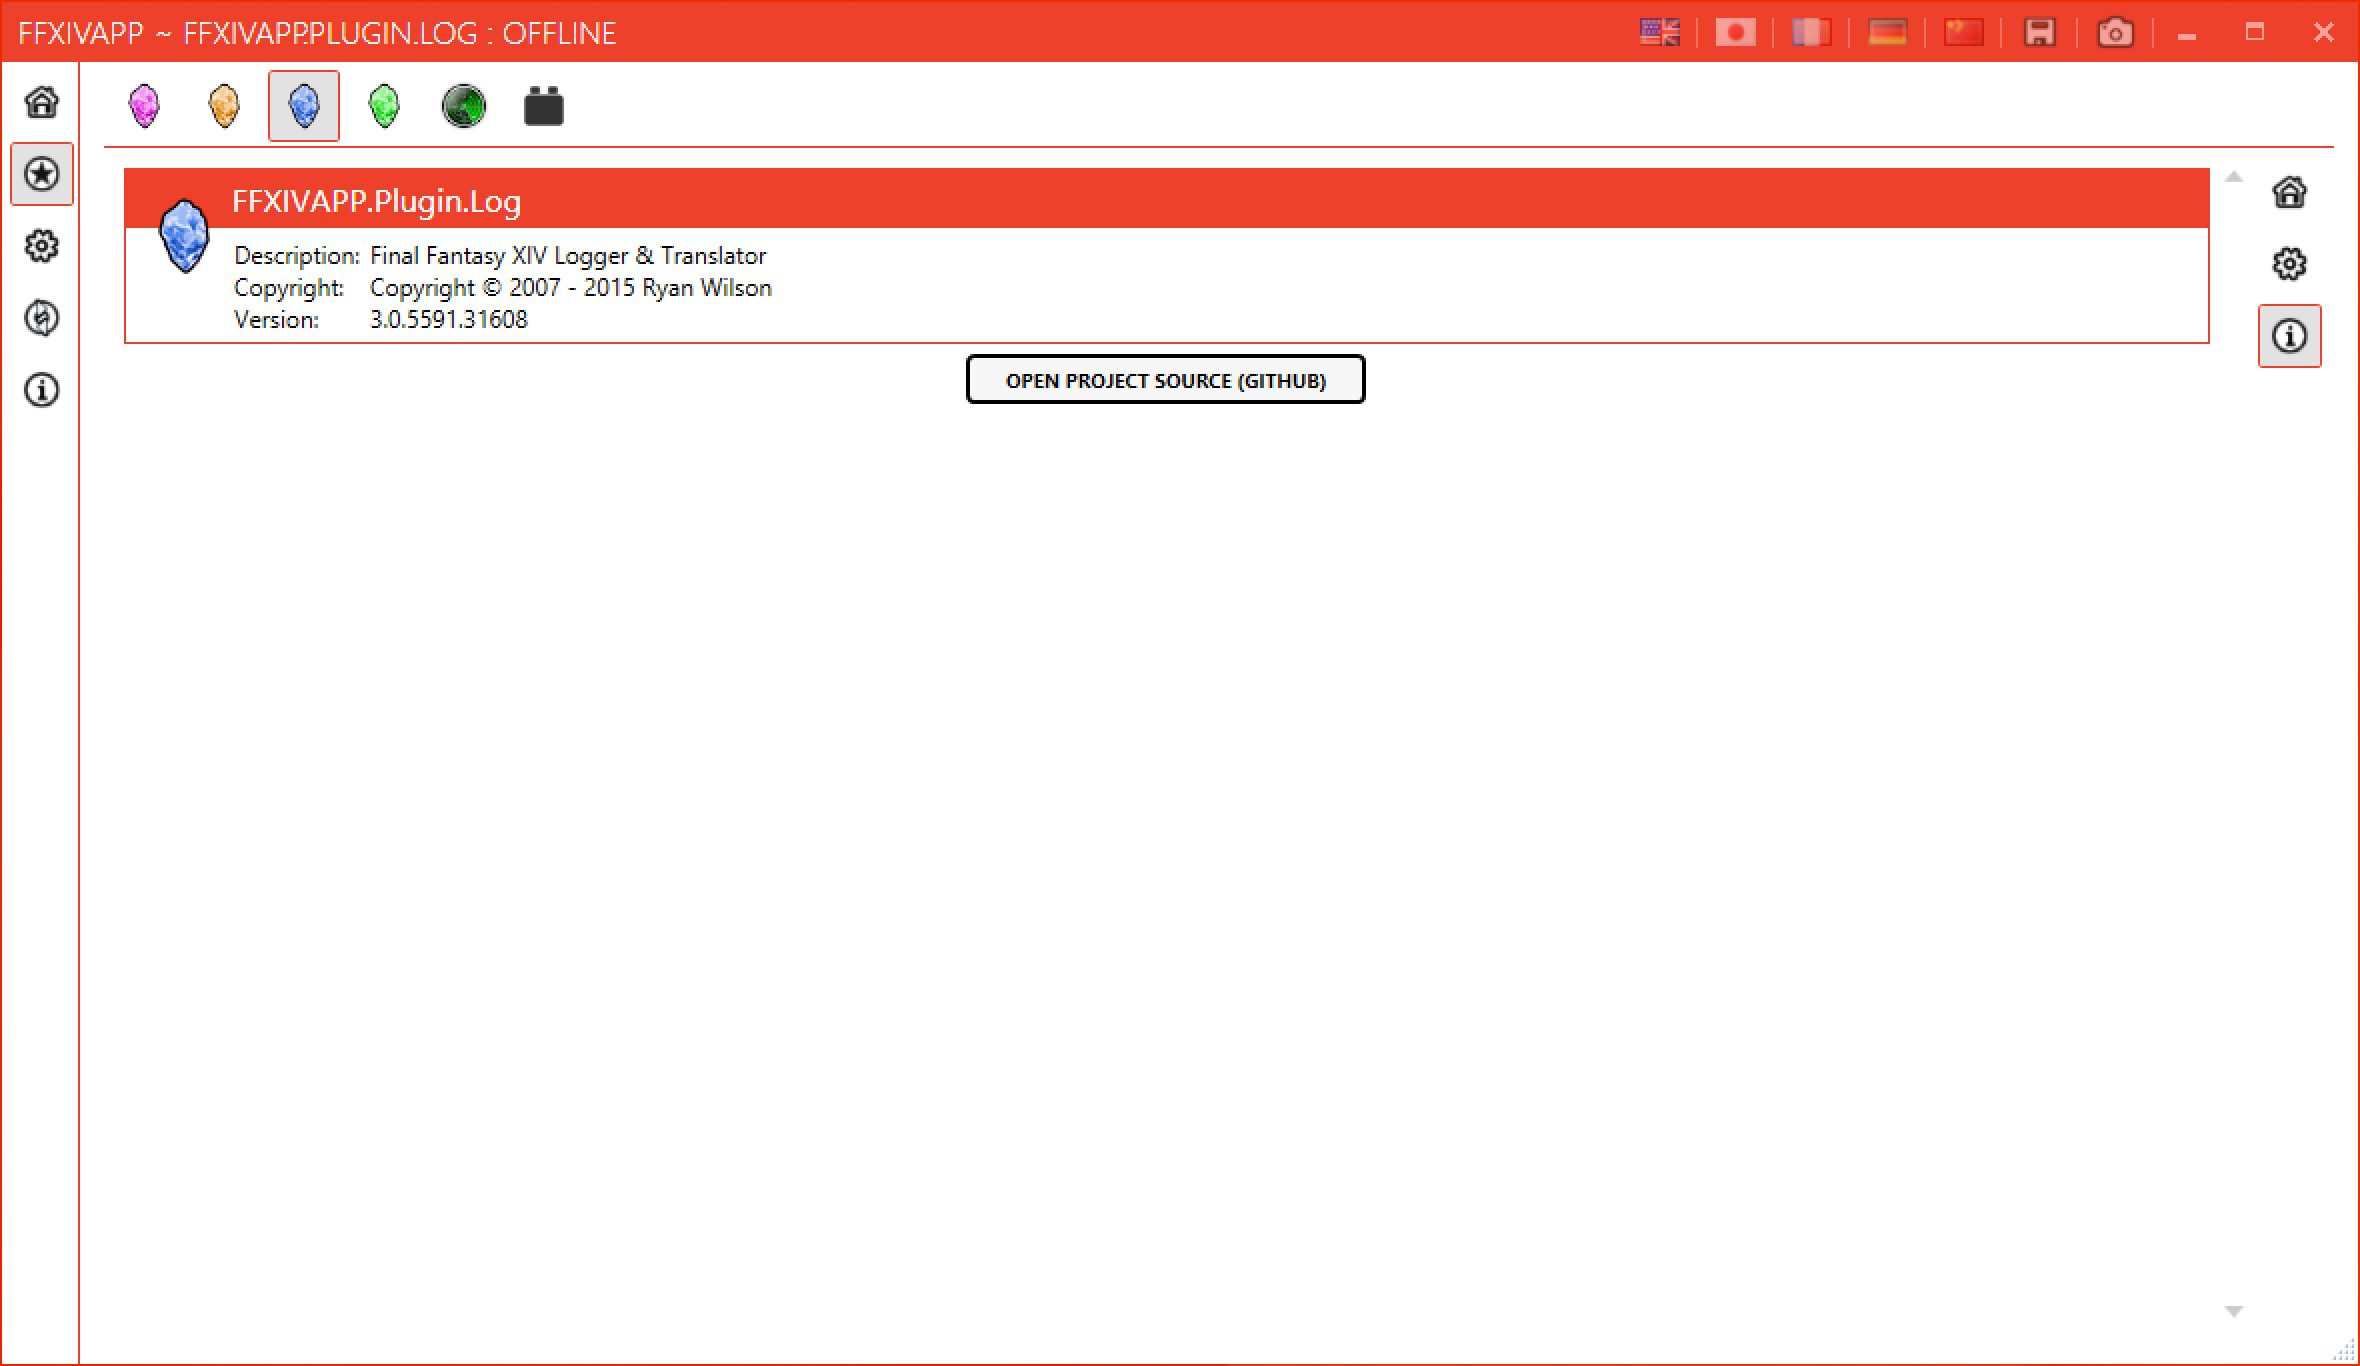 FFXIVAPP ~ FFXIVAPP.PLUGIN.LOG : OFFLINE
FFXIVAPP.Plugin.Log
Description: Final Fantasy XIV Logger & Translator
Copyright: Copyright © 2007 - 2015 Ryan Wilson
Version: 3.0.5591.31608
OPEN PROJECT SOURCE (GITHUB)